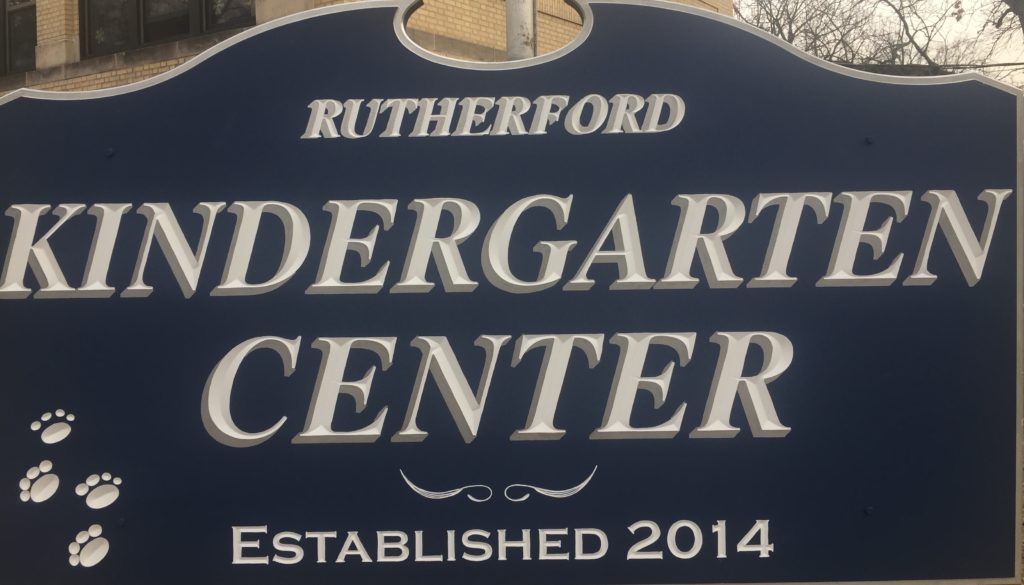 RUTHERFORD
KINDERGARTEN
CENTER
ESTABLISHED 2014